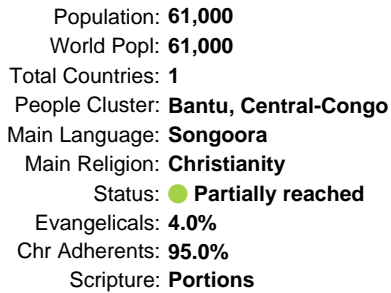 Population: 61,000
World Popl: 61,000
Total Countries: 1
People Cluster: Bantu, Central-Congo
Main Language: Songoora
Main Religion: Christianity
Status: Partially reached
Evangelicals: 4.0%
Chr Adherents: 95.0%
Scripture: Portions